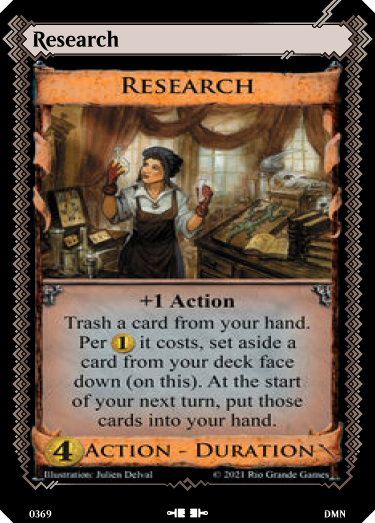 Research
RESEARCH
+1 Action
Trash a card from your hand.
Per 1 it costs, set aside a
card from your deck face
down (on this). At the start
of your next turn, put those
cards into your hand.
4 ACTION - DURATION
Illustration: Julien Delval © 2021 Rio Grande Games
0369 DMN